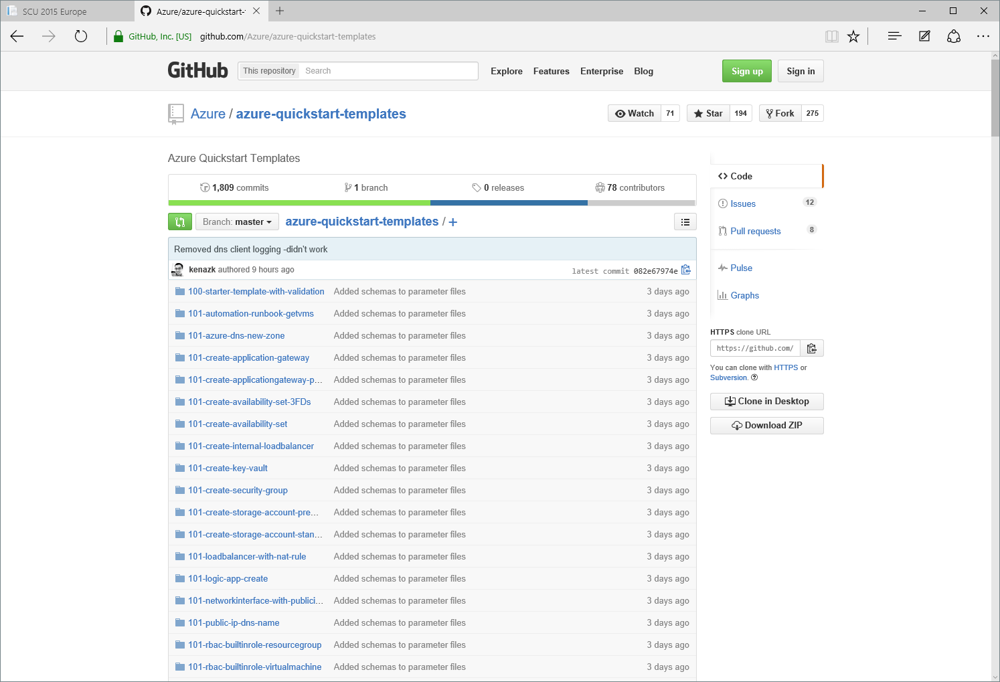 SCU 2015 Europe
Azure/azure-quickstart-
GitHub, Inc. [US] github.com/Azure/azure-quickstart-templates
GitHub This repository Search Explore Features Enterprise Blog Sign up Sign in
Azure / azure-quickstart-templates Watch 71 Star 194 Fork 275
Azure Quickstart Templates
1,809 commits 1 branch 0 releases 78 contributors
Branch: master azure-quickstart-templates / +
Removed dns client logging -didn't work
kenazk authored 9 hours ago latest commit 082e67974e
100-starter-template-with-validation Added schemas to parameter files 3 days ago
101-automation-runbook-getvms Added schemas to parameter files 3 days ago
101-azure-dns-new-zone Added schemas to parameter files 3 days ago
101-create-application-gateway Added schemas to parameter files 3 days ago
101-create-applicationgateway-p... Added schemas to parameter files 3 days ago
101-create-availability-set-3FDs Added schemas to parameter files 3 days ago
101-create-availability-set Added schemas to parameter files 3 days ago
101-create-internal-loadbalancer Added schemas to parameter files 3 days ago
101-create-key-vault Added schemas to parameter files 3 days ago
101-create-security-group Added schemas to parameter files 3 days ago
101-create-storage-account-pre... Added schemas to parameter files 3 days ago
101-create-storage-account-stan... Added schemas to parameter files 3 days ago
101-loadbalancer-with-nat-rule Added schemas to parameter files 3 days ago
101-logic-app-create Added schemas to parameter files 3 days ago
101-networkinterface-with-publici... Added schemas to parameter files 3 days ago
101-public-ip-dns-name Added schemas to parameter files 3 days ago
101-rbac-builtinrole-resourcegroup Added schemas to parameter files 3 days ago
101-rbac-builtinrole-virtualmachine Added schemas to parameter files 3 days ago
Code
Issues 12
Pull requests 8
Pulse
Graphs
HTTPS clone URL
https://github.com/
You can clone with HTTPS or
Subversion.
Clone in Desktop
Download ZIP